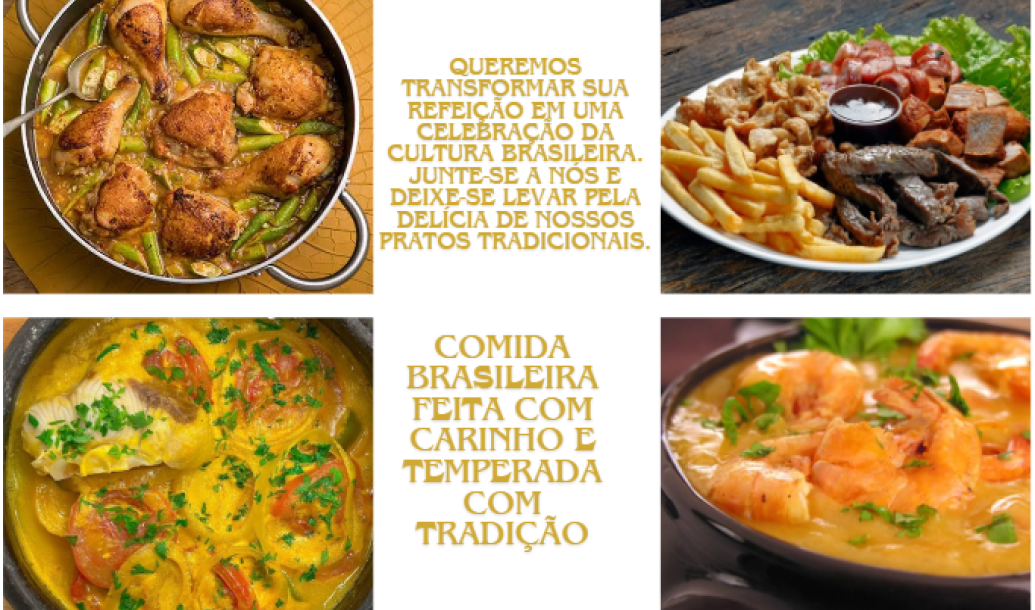 QUEREMOS
TRANSFORMAR SUA
REFEIÇÃO EM UMA
CELEBRAÇÃO DA
CULTURA BRASILEIRA.
JUNTE-SE A NÓS E
DEIXE-SE LEVAR PELA
DELÍCIA DE NOSSOS
PRATOS TRADICIONAIS.
COMIDA
BRASILEIRA
FEITA COM
CARINHO E
TEMPERADA
COM
TRADIÇÃO